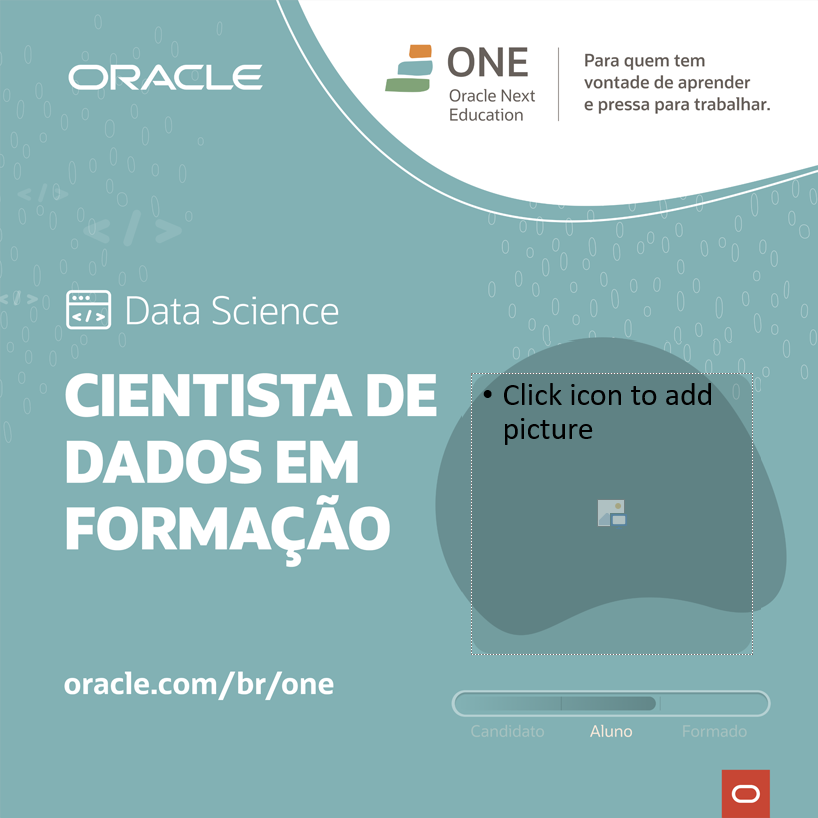 ORACLE
ONE
Oracle Next
Education
Para quem tem
vontade de aprender
e pressa para trabalhar.
</>
</>
</>
</>
Data Science
CIENTISTA DE
DADOS EM
FORMAÇÃO
• Click icon to add
picture
oracle.com/br/one
Candidato
Aluno
Formado